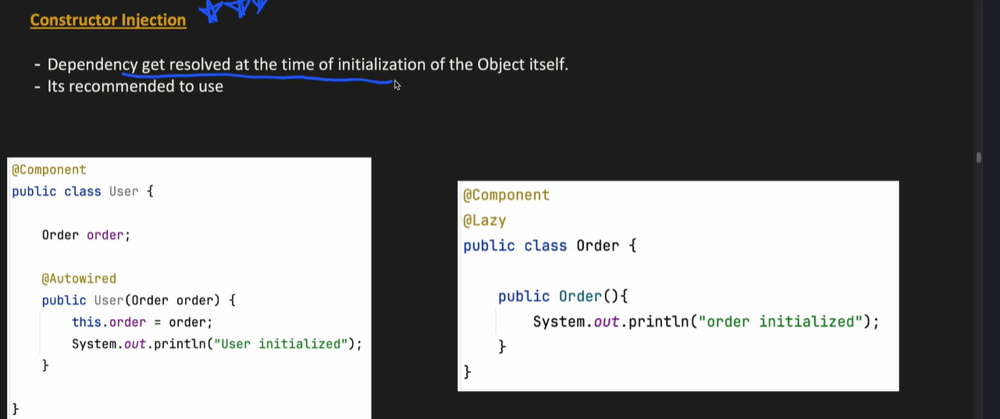 Constructor Injection
- Dependency get resolved at the time of initialization of the Object itself.
- Its recommended to use
@Component
public class User {
Order order;
@Autowired
public User(Order order) {
this.order = order;
System.out.println("User initialized");
}
}
@Component
@Lazy
public class Order {
public Order(){
System.out.println("order initialized");
}
}